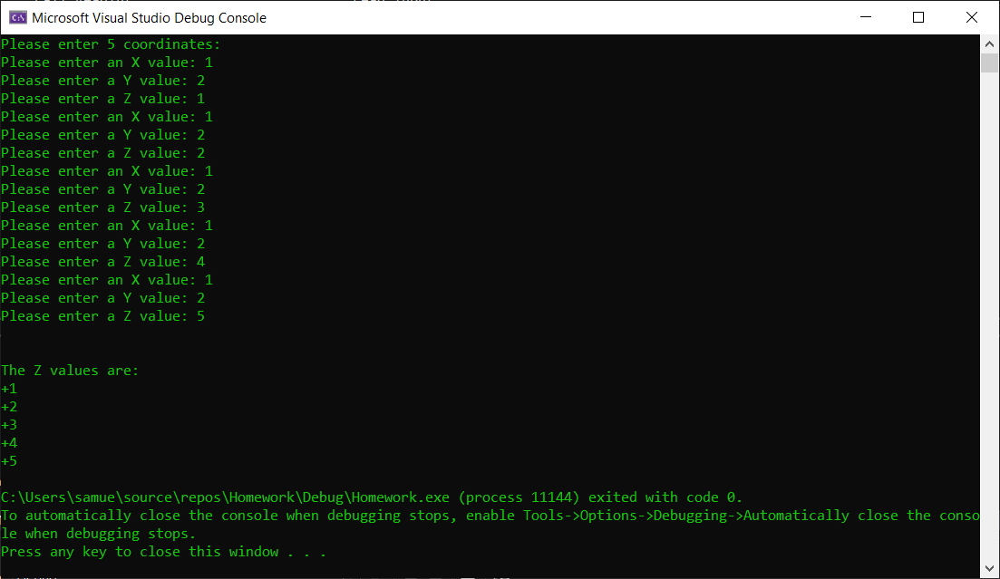 Microsoft Visual Studio Debug Console
Please enter 5 coordinates:
Please enter an X value: 1
Please enter a Y value: 2
Please enter a Z value: 1
Please enter an X value: 1
Please enter a Y value: 2
Please enter a Z value: 2
Please enter an X value: 1
Please enter a Y value: 2
Please enter a Z value: 3
Please enter an X value: 1
Please enter a Y value: 2
Please enter a Z value: 4
Please enter an X value: 1
Please enter a Y value: 2
Please enter a Z value: 5
The Z values are:
+1
+2
+3
+4
+5
C:\Users\samue\source\repos\Homework\Debug\Homework.exe (process 11144) exited with code 0.
To automatically close the console when debugging stops, enable Tools->Options->Debugging->Automatically close the conso
le when debugging stops.
Press any key to close this window . . .